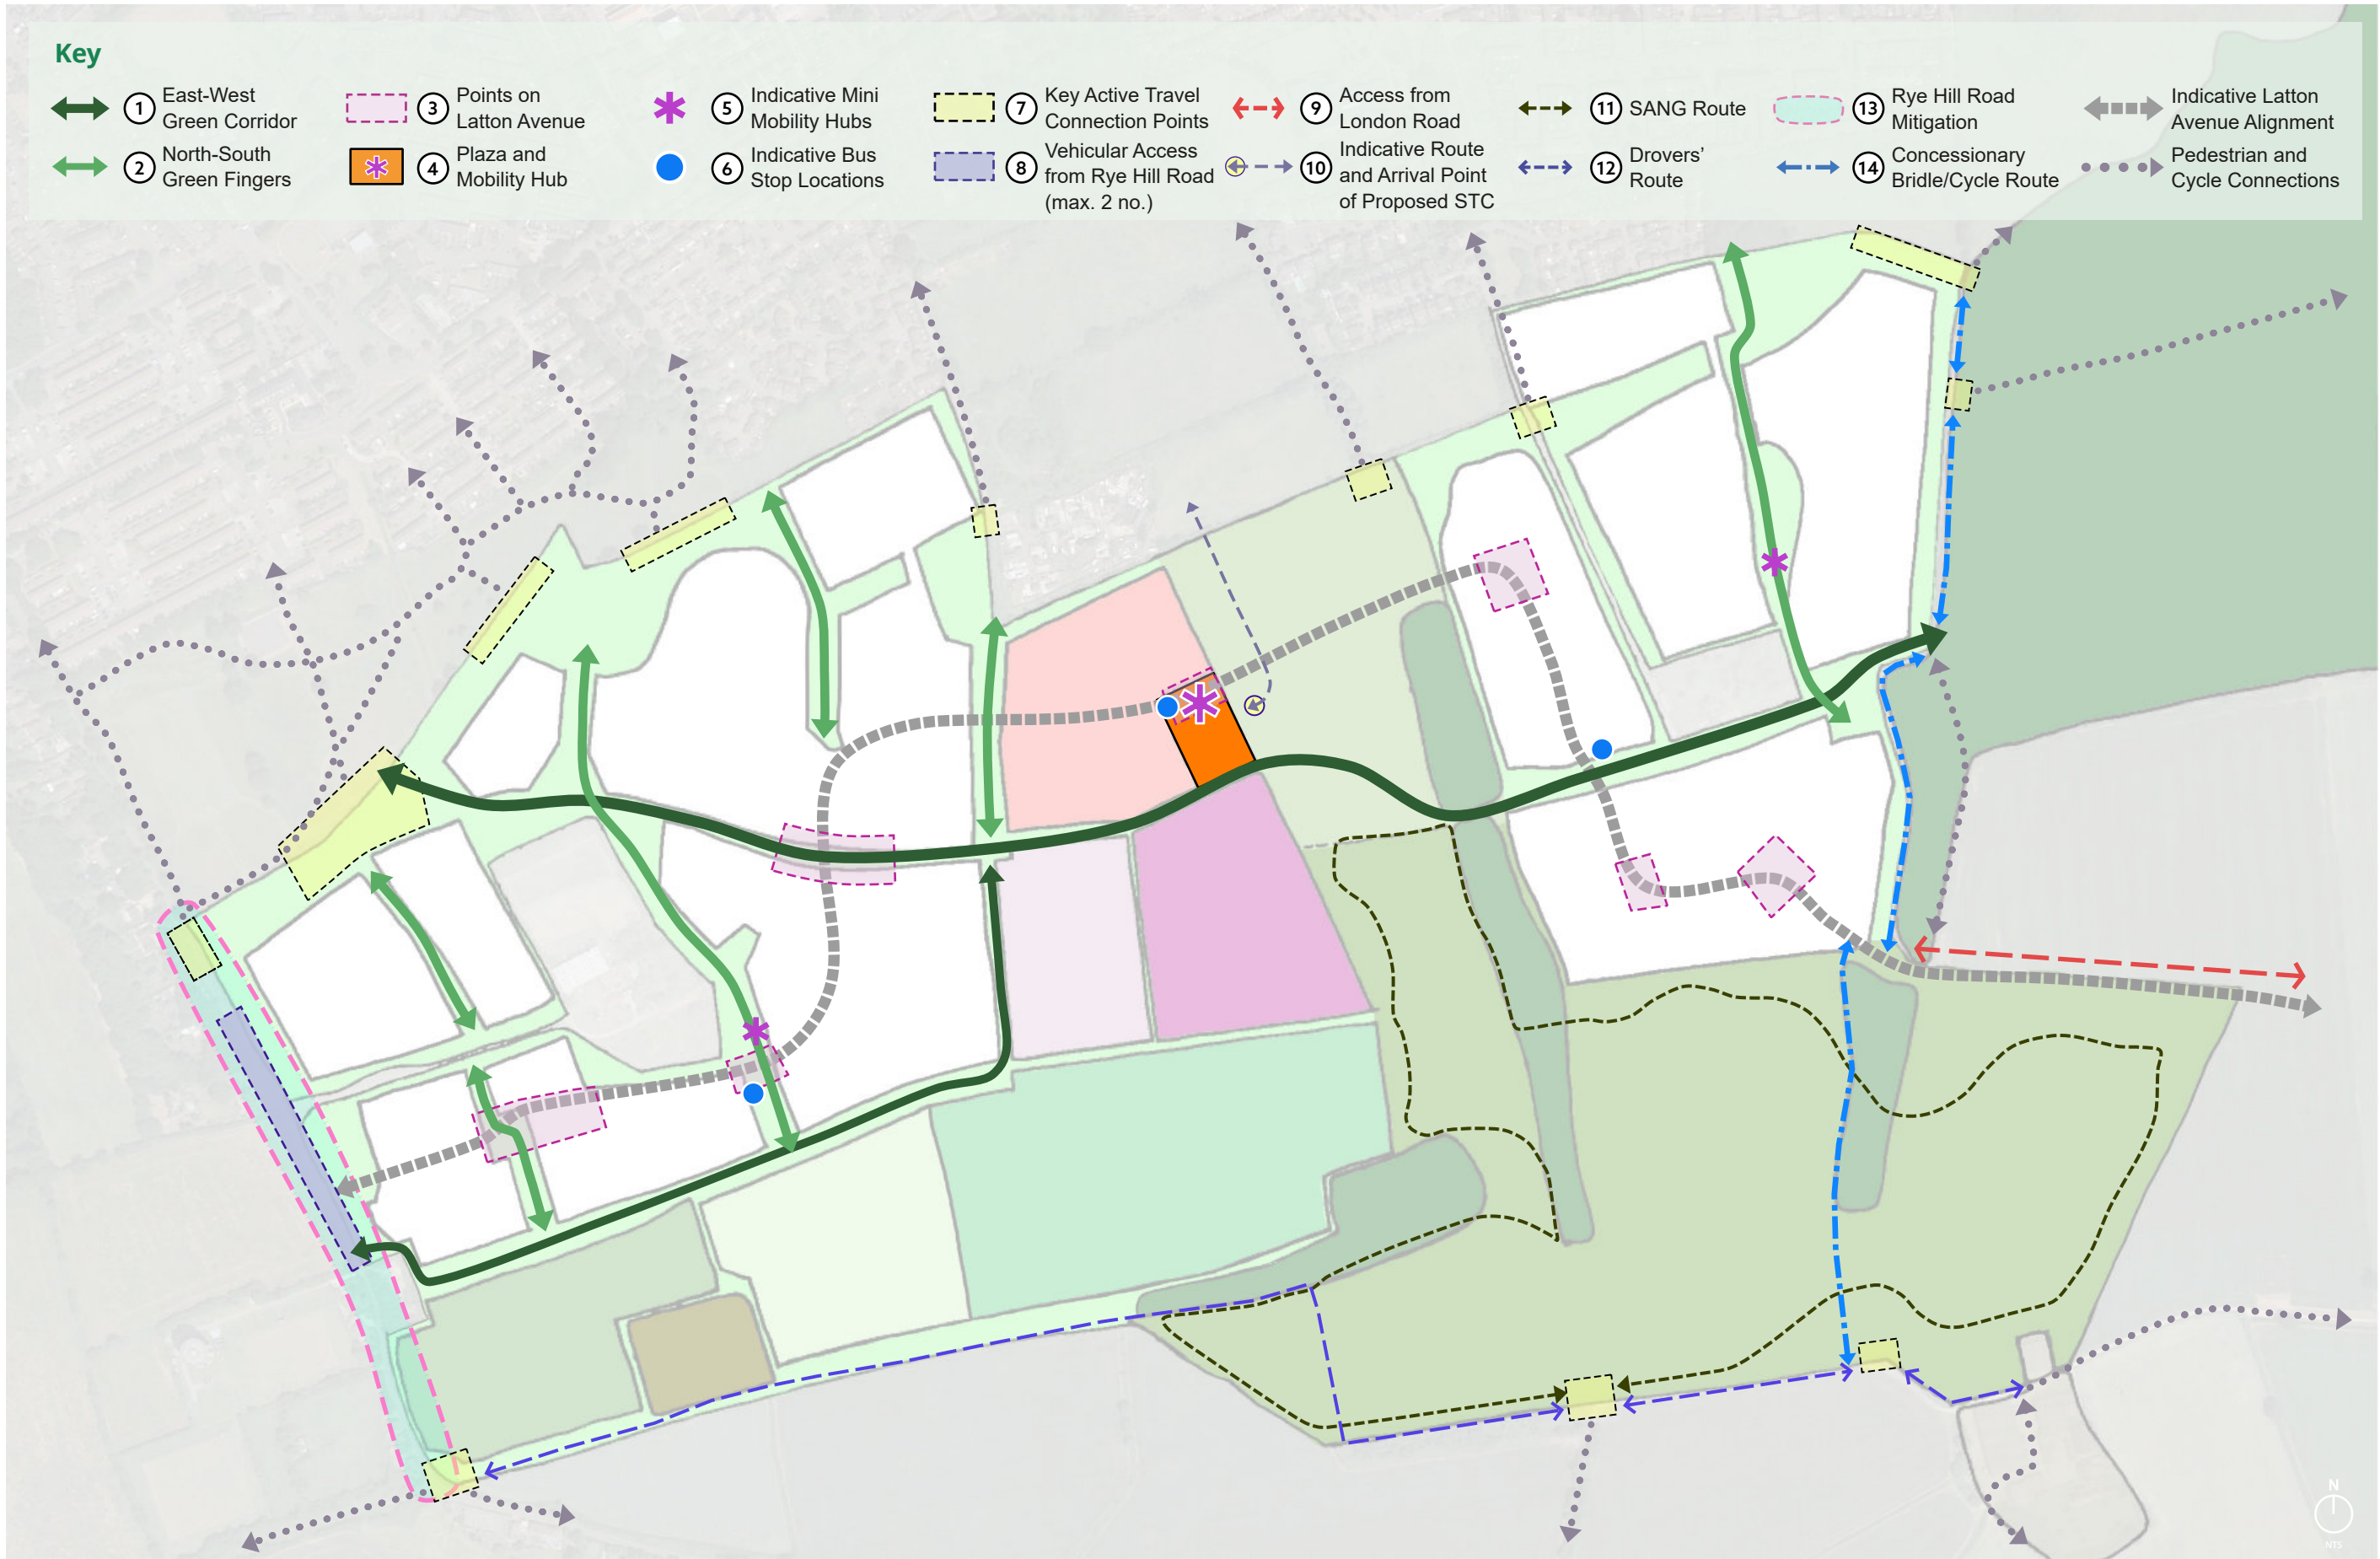 Key
1 East-West
Green Corridor
2 North-South
Green Fingers
3 Points on
Latton Avenue
4 Plaza and
Mobility Hub
5 Indicative Mini
Mobility Hubs
6 Indicative Bus
Stop Locations
7 Key Active Travel
Connection Points
8 Vehicular Access
from Rye Hill Road
(max. 2 no.)
9 Access from
London Road
10 Indicative Route
and Arrival Point
of Proposed STC
11 SANG Route
12 Drovers’
Route
13 Rye Hill Road
Mitigation
14 Concessionary
Bridle/Cycle Route
Indicative Latton
Avenue Alignment
Pedestrian and
Cycle Connections
N
NTS